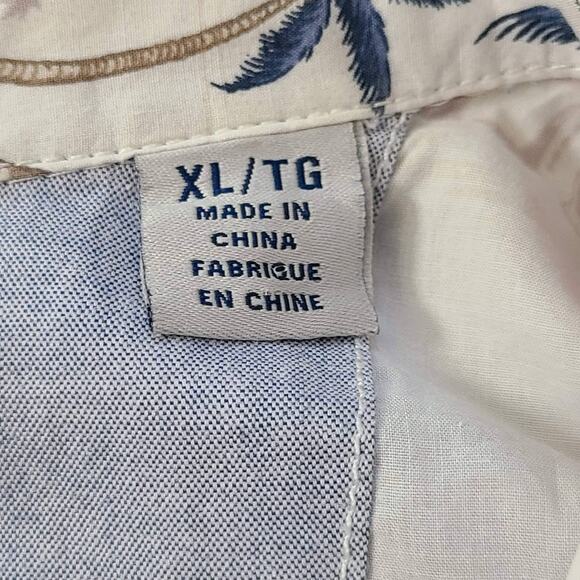 XL/TG
MADE IN
CHINA
FABRIQUE
EN CHINE